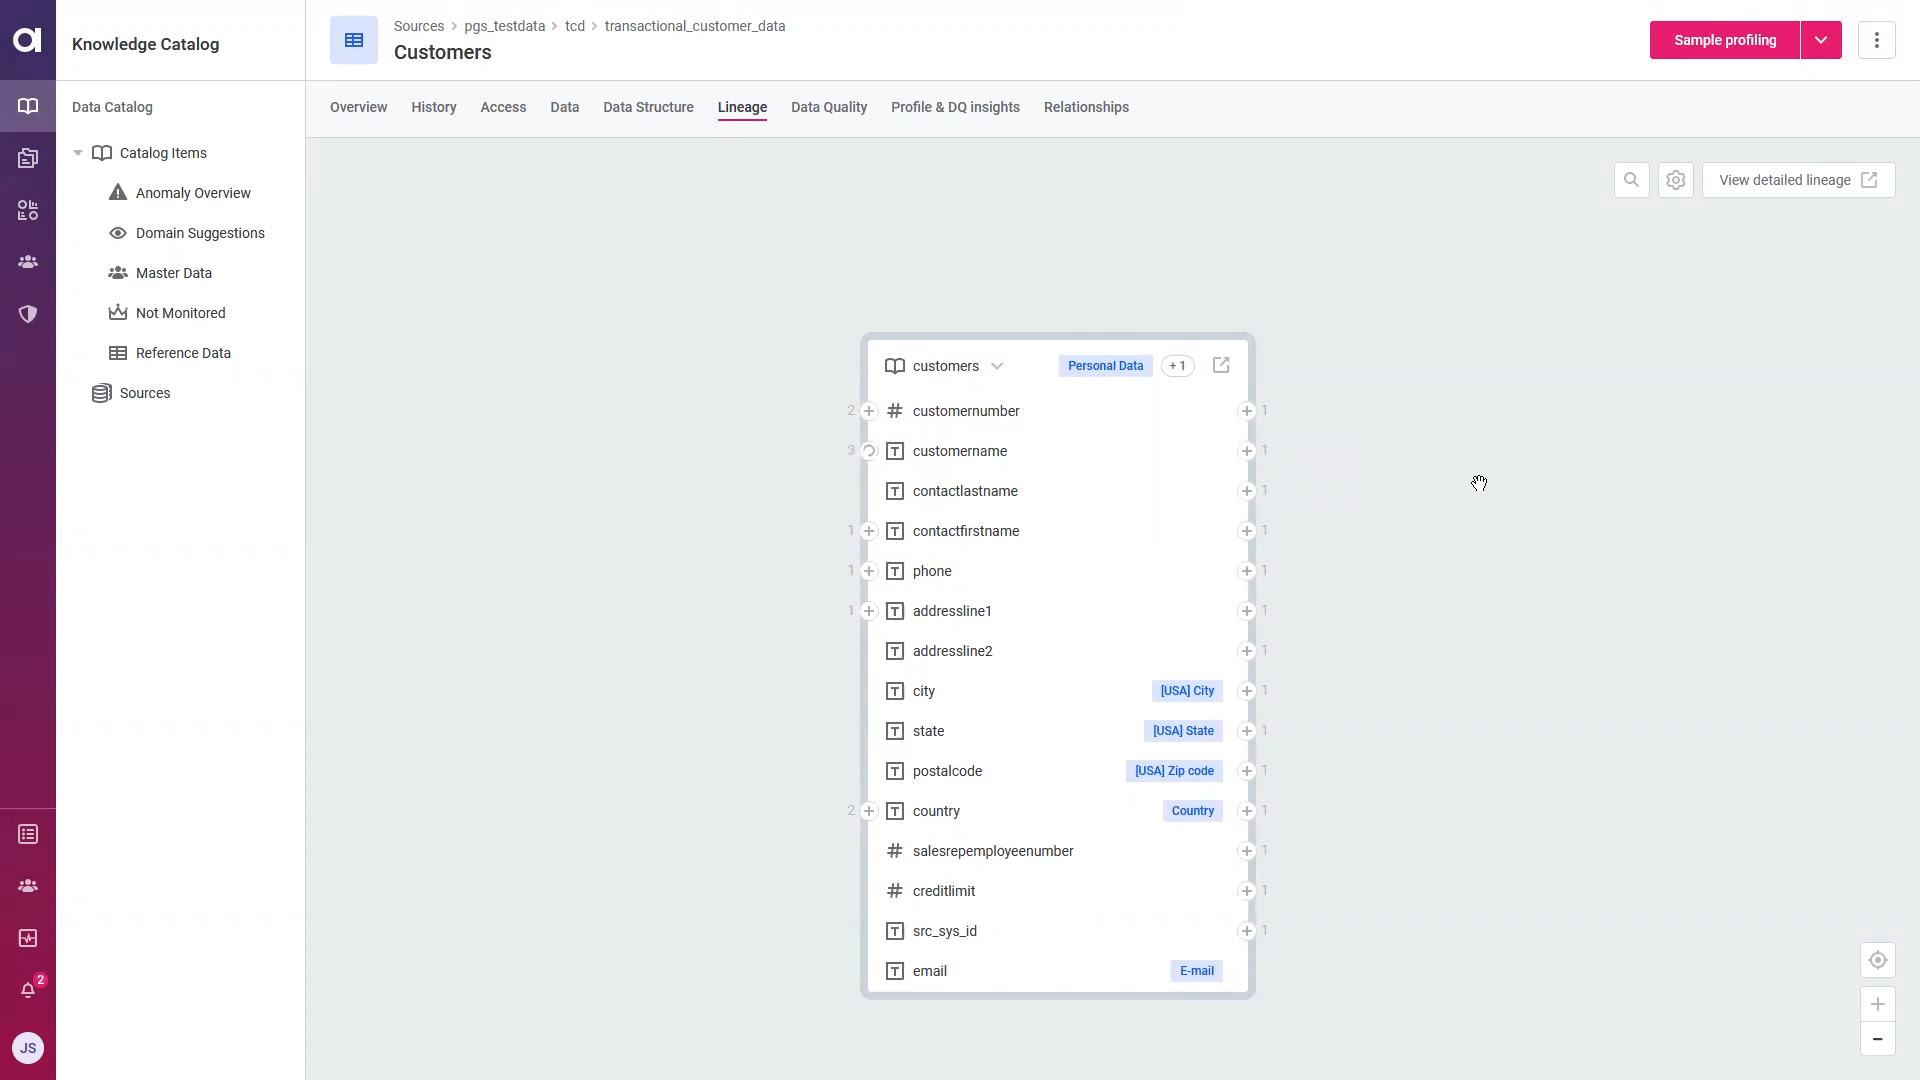 Knowledge Catalog
Data Catalog
Catalog Items
Anomaly Overview
Domain Suggestions
Master Data
Not Monitored
Reference Data
Sources
2
JS
Sources > pgs_testdata > tcd > transactional_customer_data
Customers
Sample profiling
Overview History Access Data Data Structure Lineage Data Quality Profile & DQ insights Relationships
View detailed lineage
customers Personal Data + 1
2 customernumber 1
3 customername 1
contactlastname 1
1 contactfirstname 1
1 phone 1
1 addressline1 1
addressline2 1
city [USA] City 1
state [USA] State 1
postalcode [USA] Zip code 1
2 country Country 1
salesrepemployeenumber 1
creditlimit 1
src_sys_id 1
email E-mail